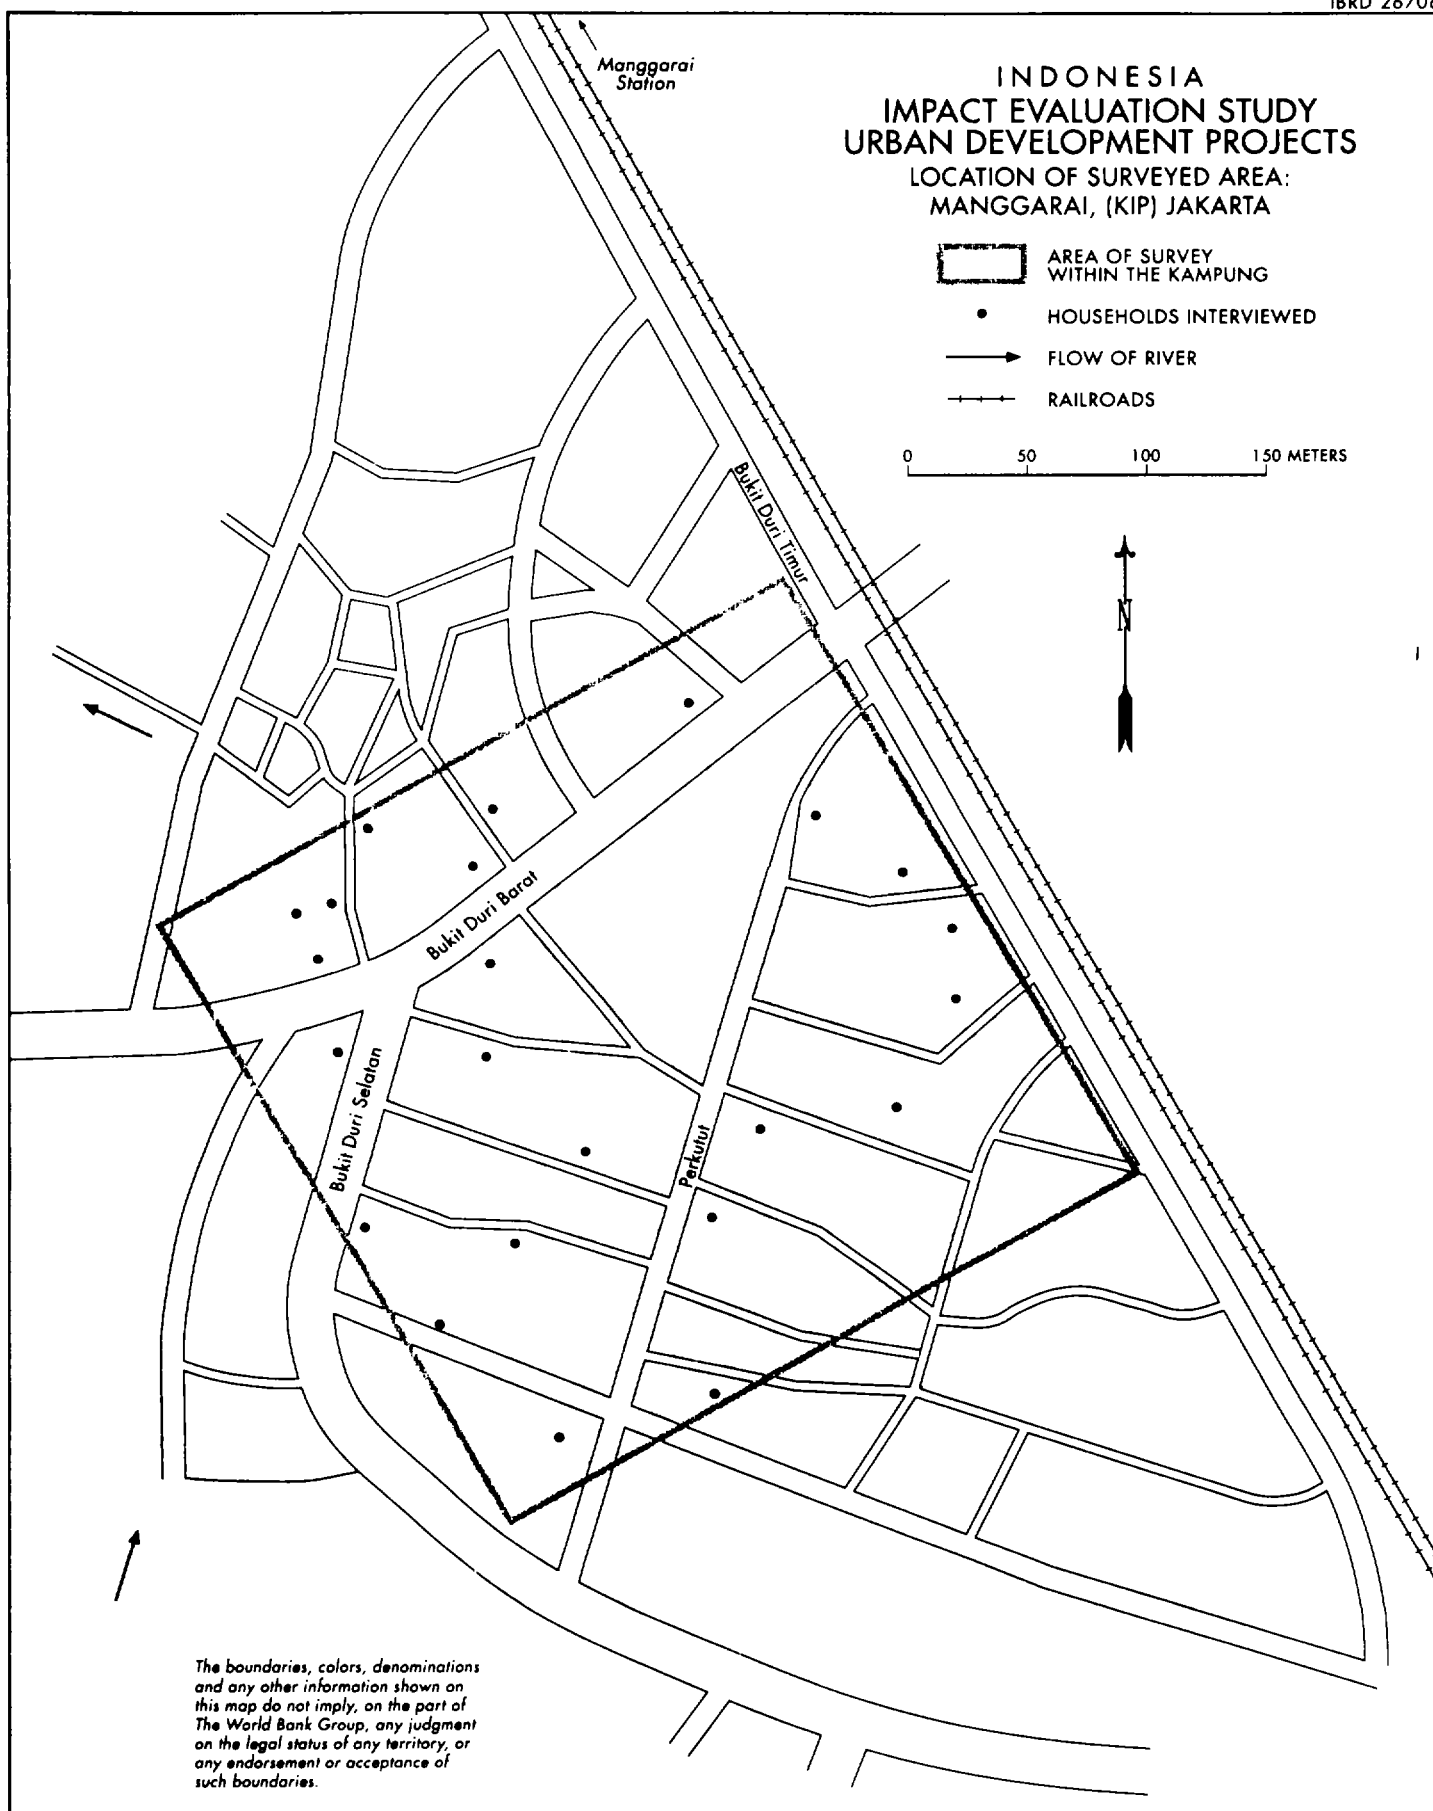 Manggarai
Station
INDONESIA
IMPACT EVALUATION STUDY
URBAN DEVELOPMENT PROJECTS
LOCATION OF SURVEYED AREA:
MANGGARAI, (KIP) JAKARTA
AREA OF SURVEY
WITHIN THE KAMPUNG
HOUSEHOLDS INTERVIEWED
FLOW OF RIVER
RAILROADS
0 50 100 150 METERS
N
Bukit Duri Timur
Bukit Duri Barat
Bukit Duri Selatan
Perkutut
The boundaries, colors, denominations
and any other information shown on
this map do not imply, on the part of
The World Bank Group, any judgment
on the legal status of any territory, or
any endorsement or acceptance of
such boundaries.